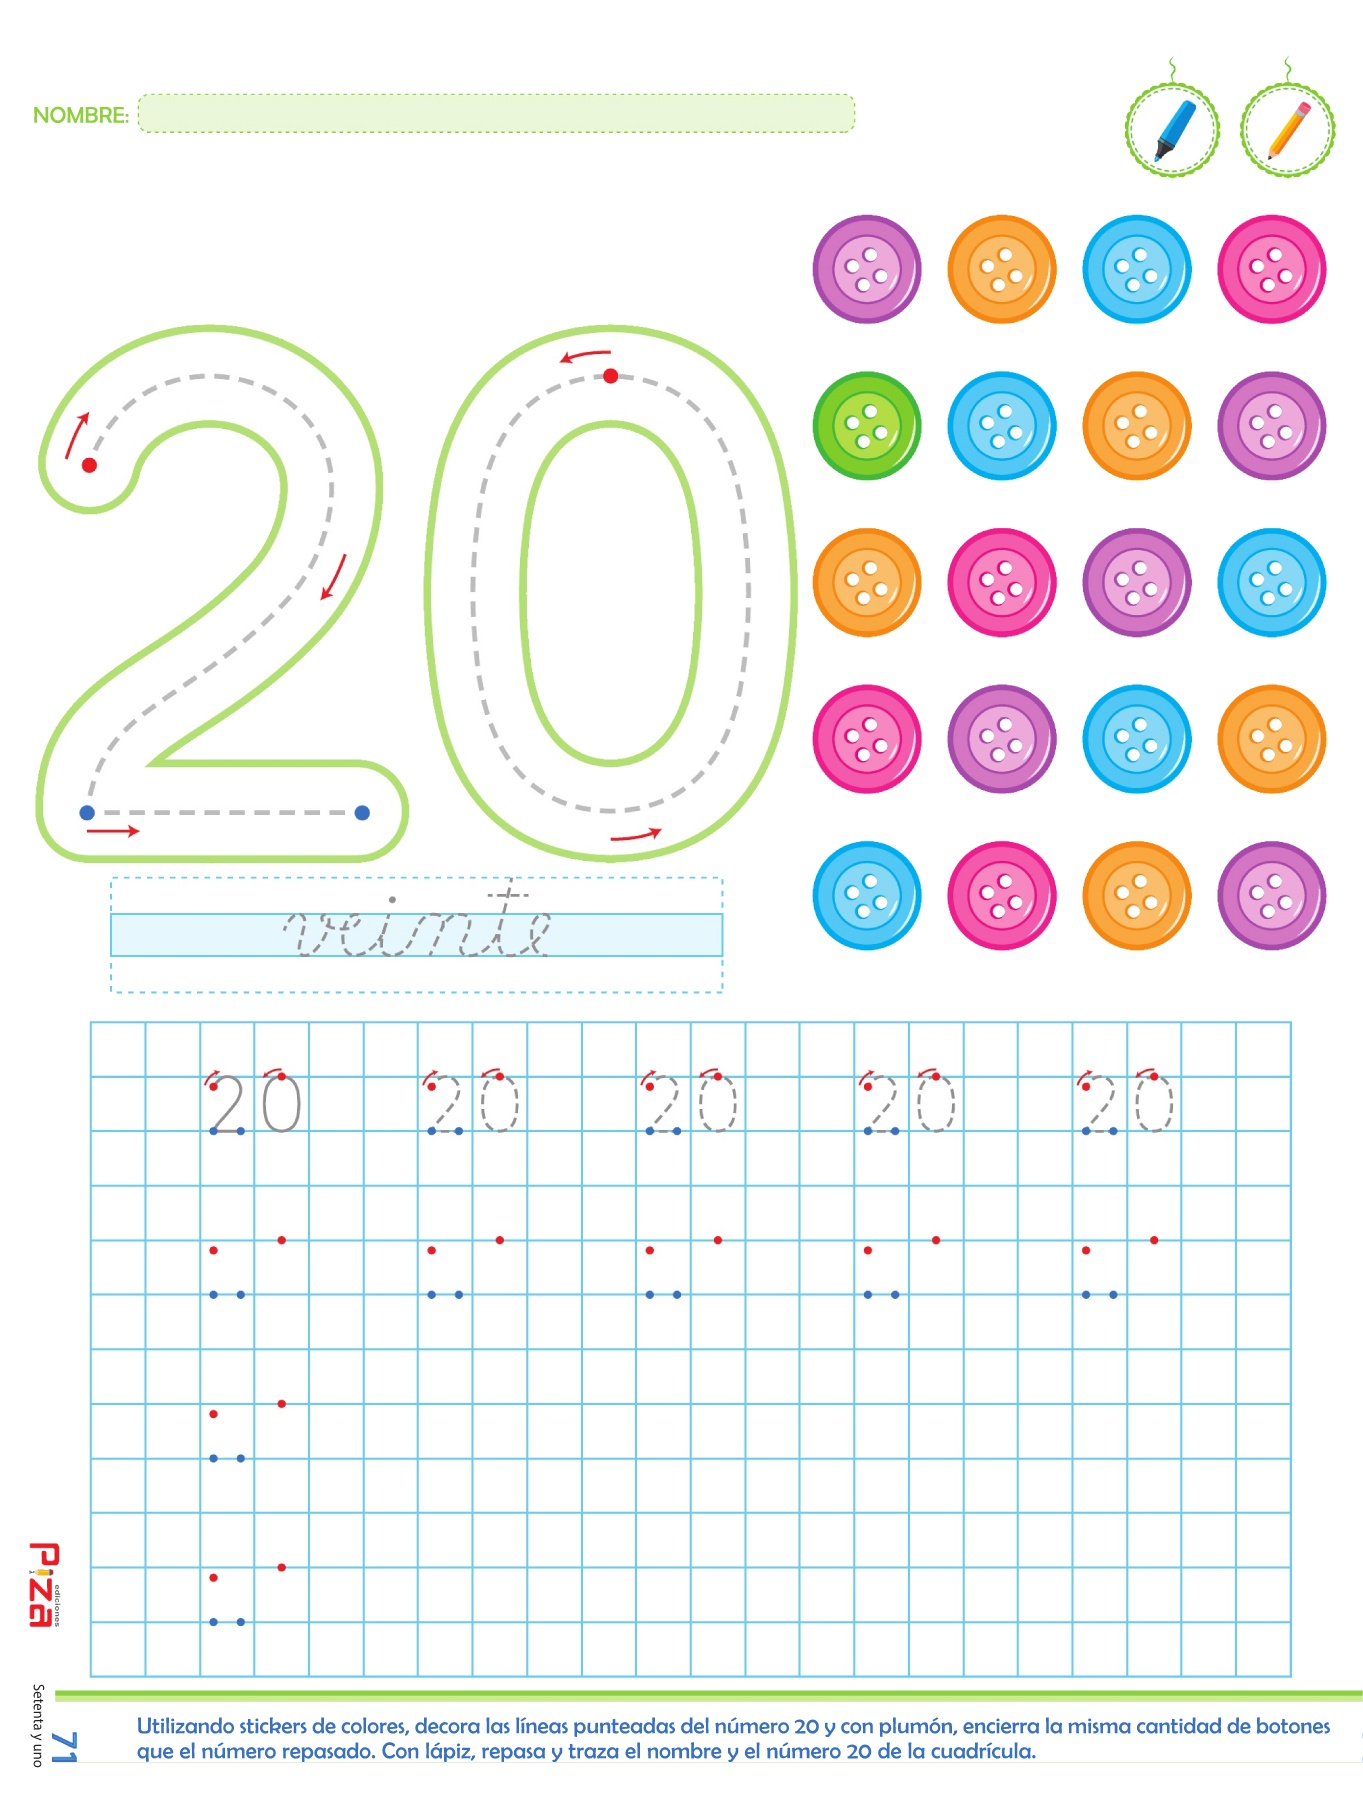 NOMBRE:
20
veinte
20 20 20 20 20
Piza
ediciones
Setenta y uno
71
Utilizando stickers de colores, decora las líneas punteadas del número 20 y con plumón, encierra la misma cantidad de botones
que el número repasado. Con lápiz, repasa y traza el nombre y el número 20 de la cuadrícula.